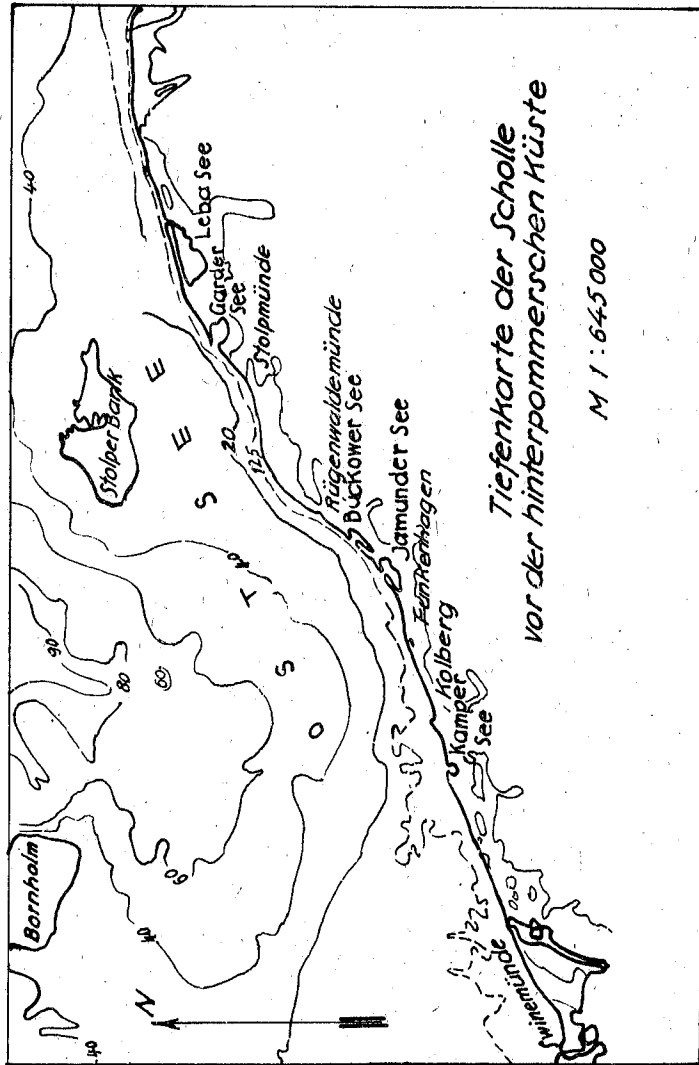 Tiefenkarte der Scholle
vor der hinterpommerschen Küste
M 1:645000
N
Bornholm
Stolper Bank
OSTSEE
40
90
80
60
60
40
40
40
20
12,5
12,5
Leba See
Garder
See
Stolpmünde
Rügenwaldemünde
Buckower See
Jamunder See
Funkenhagen
Kolberg
Kamper
See
Swinemünde